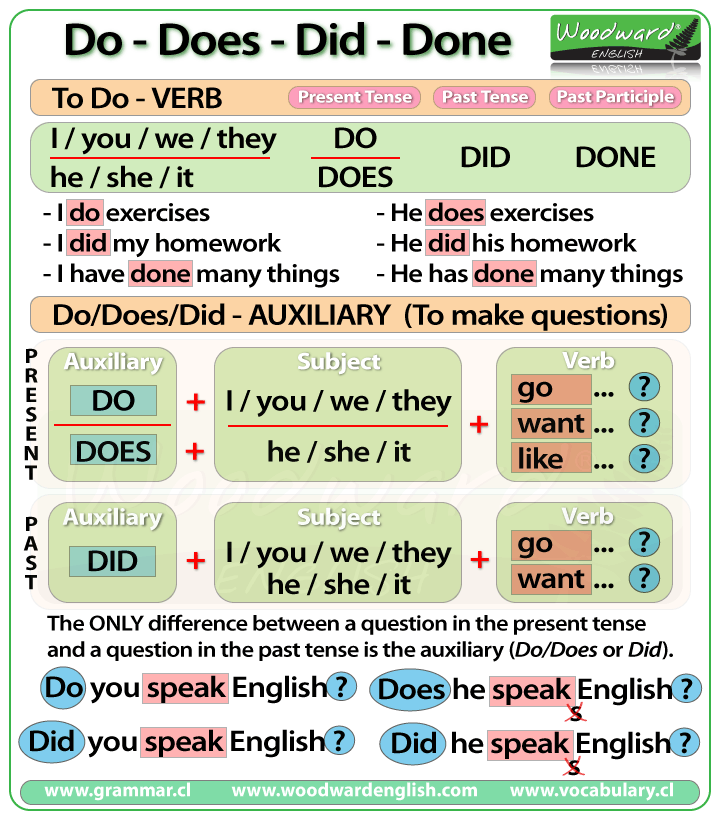 Do - Does - Did - Done
Woodward®
ENGLISH
To Do - VERB Present Tense Past Tense Past Participle
I / you / we / they DO
he / she / it DOES
DID DONE
- I do exercises
- I did my homework
- I have done many things
- He does exercises
- He did his homework
- He has done many things
Do/Does/Did - AUXILIARY (To make questions)
PRESENT
Auxiliary Subject Verb
DO + I / you / we / they
DOES + he / she / it
+
go ... ?
want ... ?
like ... ?
PAST
Auxiliary Subject Verb
DID + I / you / we / they
he / she / it
+
go ... ?
want ... ?
Woodward
ENGLISH
The ONLY difference between a question in the present tense
and a question in the past tense is the auxiliary (Do/Does or Did).
Do you speak English ?
Does he speak English ?
s
Did you speak English ?
Did he speak English ?
s
www.grammar.cl www.woodwardenglish.com www.vocabulary.cl